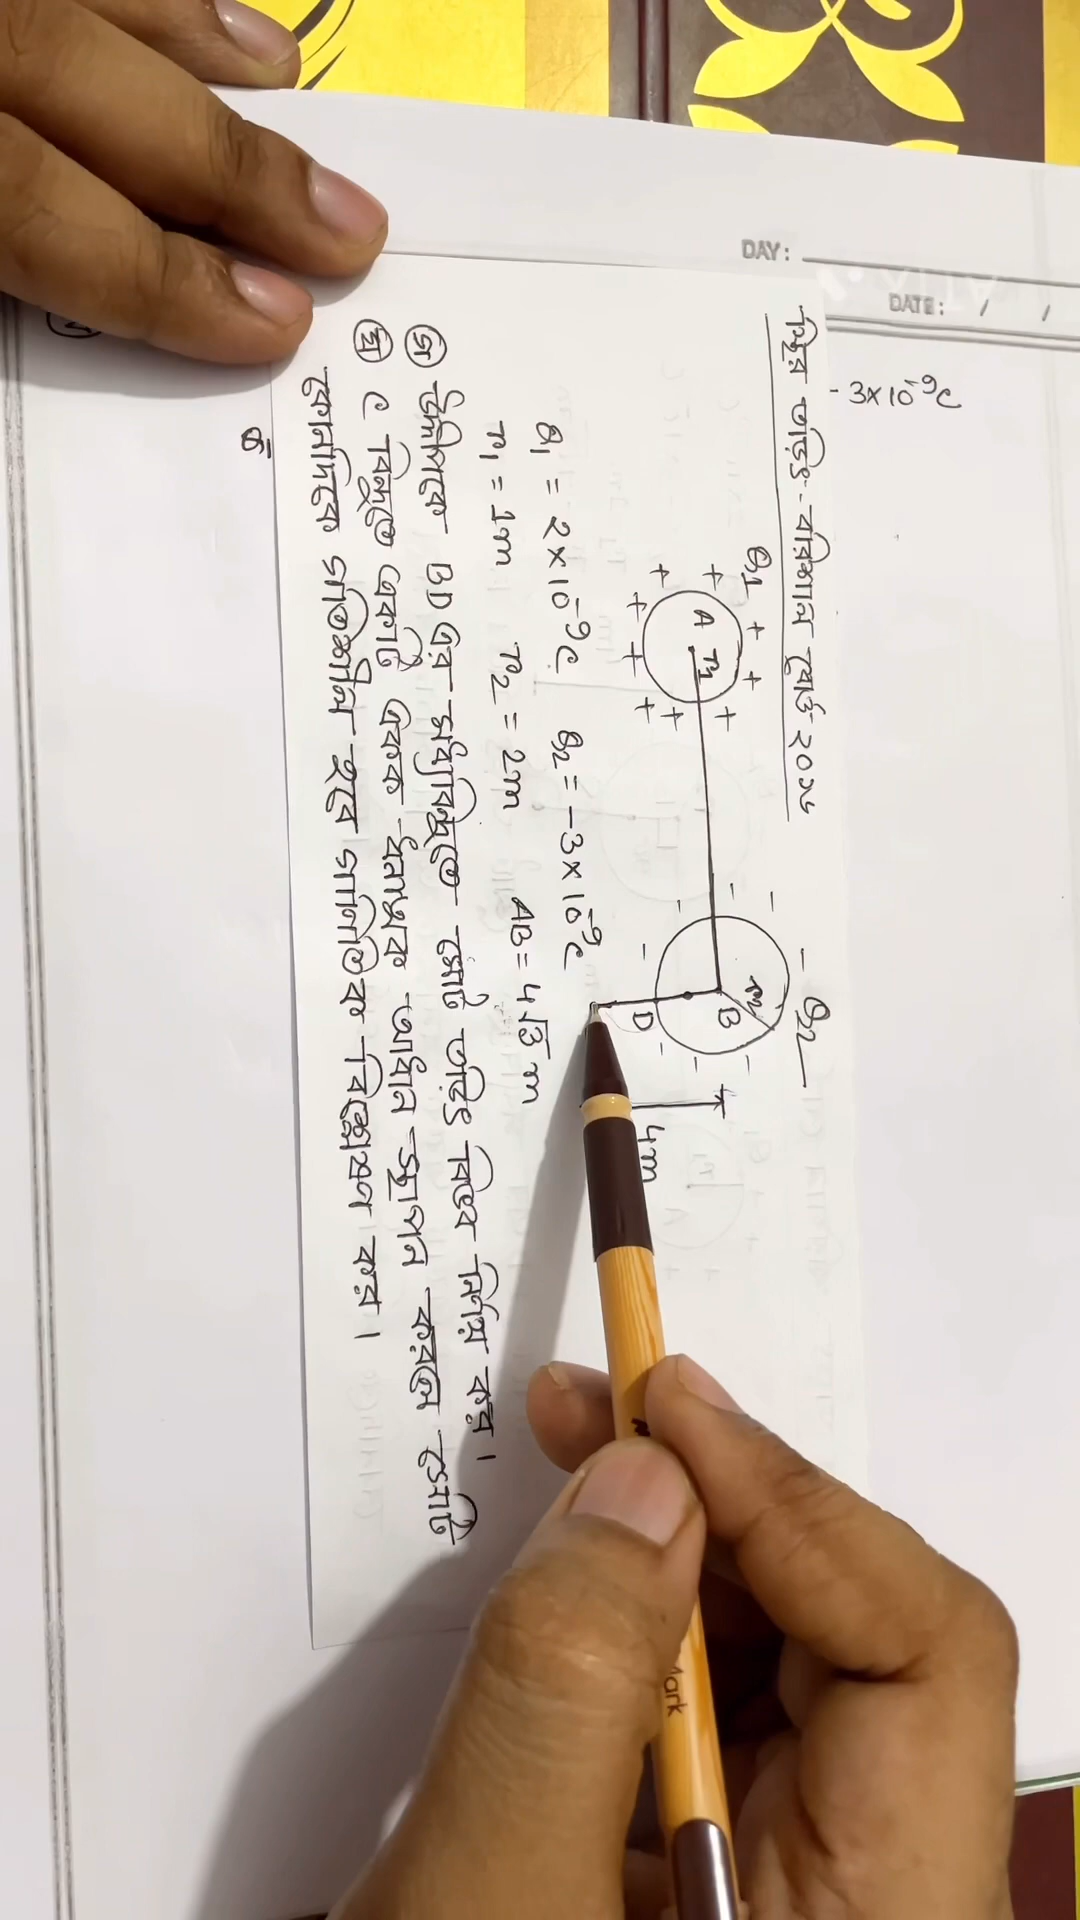 DAY:
DATE: / /
- 3×10⁻⁹C
স্থির তড়িৎ - বরিশাল বোর্ড-২০১৬
Q₁
A r₁
Q₂
r₂
B
D
4m
Q₁ = 2×10⁻⁹C Q₂ = -3×10⁻⁹C
r₁ = 1m r₂ = 2m AB = 4√3 m
গ উদ্দীপকে BD এর মধ্যবিন্দুতে মোট তড়িৎ বিভব নির্ণয় কর।
ঘ C বিন্দুতে একটি একক ধনাত্মক আধান স্থাপন করলে সেটি
কোনদিকে গতিশীল হবে গাণিতিক বিশ্লেষণ কর।
Mark